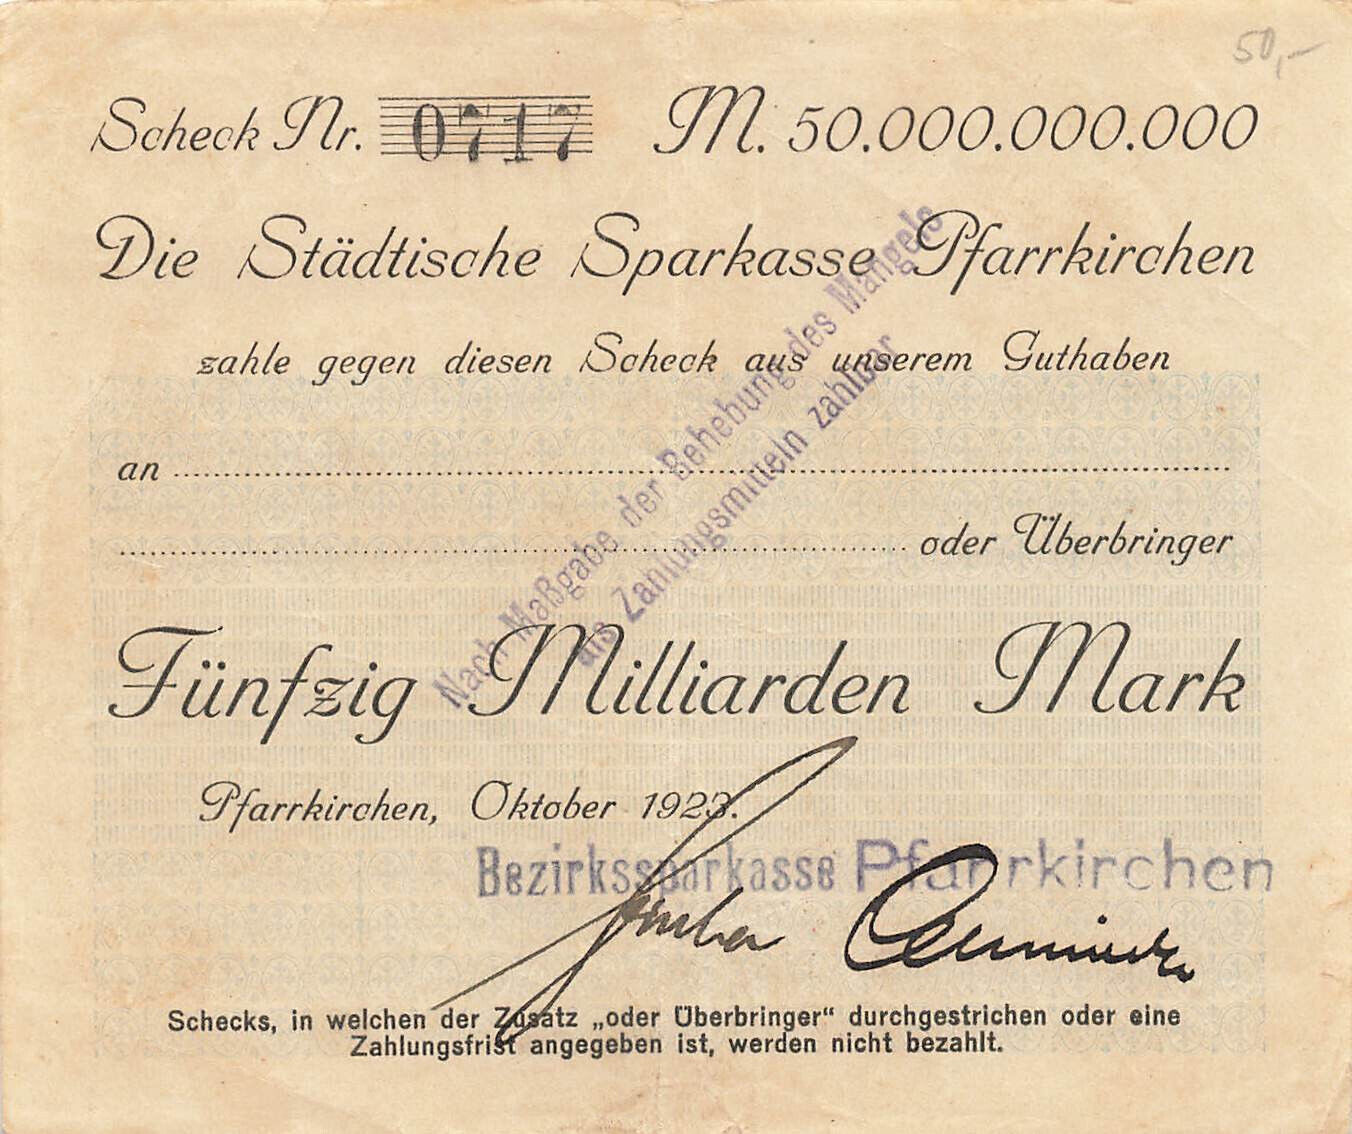 50,-
Scheck Nr. 0717 M. 50.000.000.000
Die Städtische Sparkasse Pfarrkirchen
zahle gegen diesen Scheck aus unserem Guthaben
an
oder Überbringer
Nach Maßgabe der Behebung des Mangels
als Zahlungsmitteln zahlbar
Fünfzig Milliarden Mark
Pfarrkirchen, Oktober 1923.
Bezirkssparkasse Pfarrkirchen
Schecks, in welchen der Zusatz „oder Überbringer“ durchgestrichen oder eine
Zahlungsfrist angegeben ist, werden nicht bezahlt.